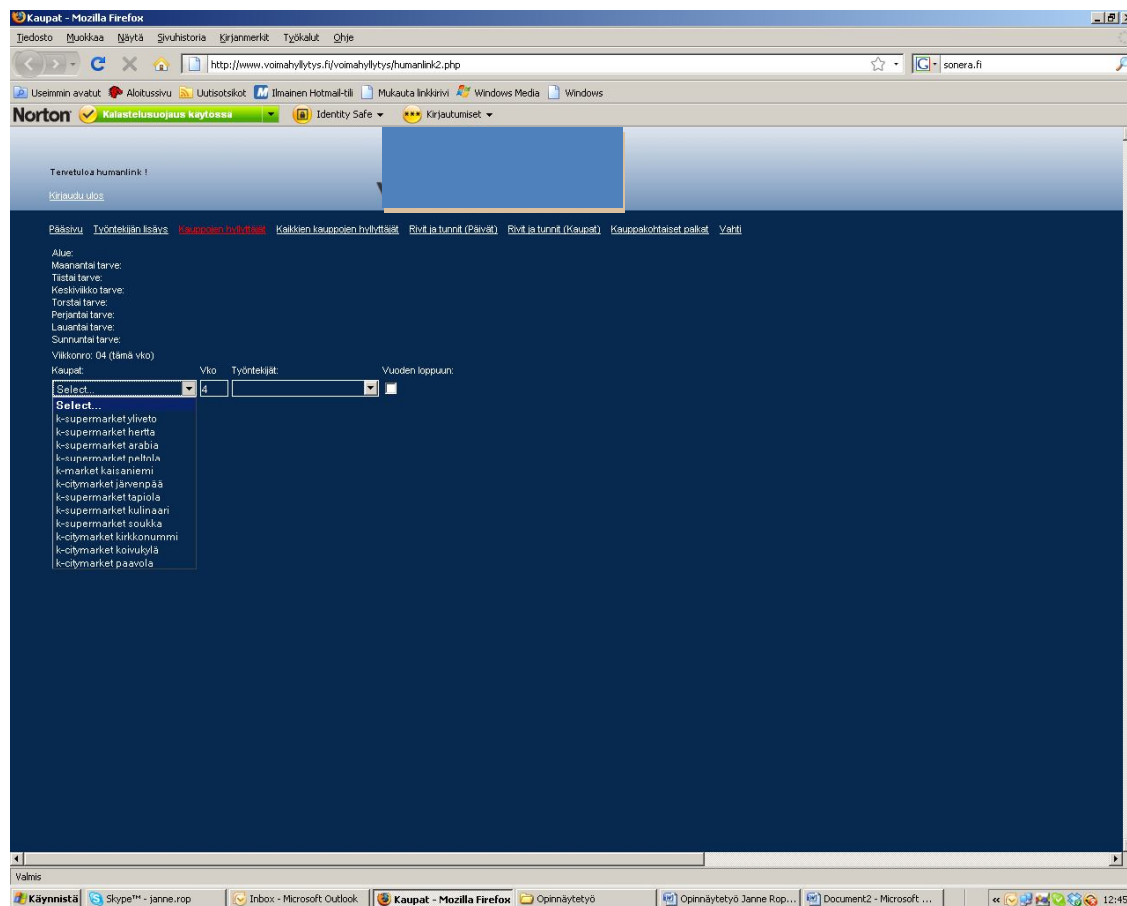 Kaupat - Mozilla Firefox
Tiedosto Muokkaa Näytä Sivuhistoria Kirjanmerkit Työkalut Ohje
http://www.voimahyllytys.fi/voimahyllytys/humanlink2.php G sonera.fi
Useimmin avatut Aloitussivu Uutisotsikot Ilmainen Hotmail-tili Mukauta linkkirivi Windows Media Windows
Norton Kalastelusuojaus kaytossa Identity Safe Kirjautumiset
Tervetuloa humanlink !
Kirjaudu ulos
Pääsivu Työntekijän lisäys Kauppojen hyllyttäjät Kaikkien kauppojen hyllyttäjät Rivit ja tunnit (Päivät) Rivit ja tunnit (Kaupat) Kauppakohtaiset palkat Vahti
Alue:
Maanantai tarve:
Tiistai tarve:
Keskiviikko tarve:
Torstai tarve:
Perjantai tarve:
Lauantai tarve:
Sunnuntai tarve:
Viikkonro: 04 (tämä vko)
Kaupat: Vko Työntekijät: Vuoden loppuun:
Select... 4
Select...
k-supermarket yliveto
k-supermarket hertta
k-supermarket arabia
k-supermarket peltola
k-market kaisaniemi
k-citymarket järvenpää
k-supermarket tapiola
k-supermarket kulinaari
k-supermarket soukka
k-citymarket kirkkonummi
k-citymarket koivukylä
k-citymarket paavola
Valmis
Käynnistä Skype™ - janne.rop Inbox - Microsoft Outlook Kaupat - Mozilla Firefox Opinnäytetyö Opinnäytetyö Janne Rop... Document2 - Microsoft ... « 12:45